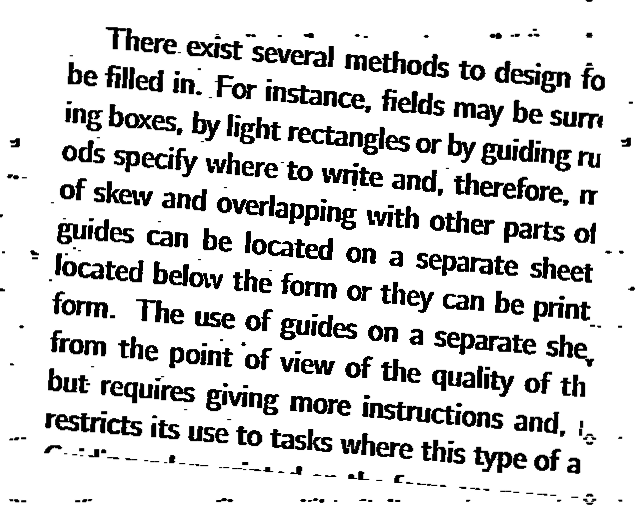 There exist several methods to design fo
be filled in. For instance, fields may be surr
ing boxes, by light rectangles or by guiding ru
ods specify where to write and, therefore, m
of skew and overlapping with other parts of
guides can be located on a separate sheet
located below the form or they can be print
form. The use of guides on a separate she
from the point of view of the quality of th
but requires giving more instructions and,
restricts its use to tasks where this type of a